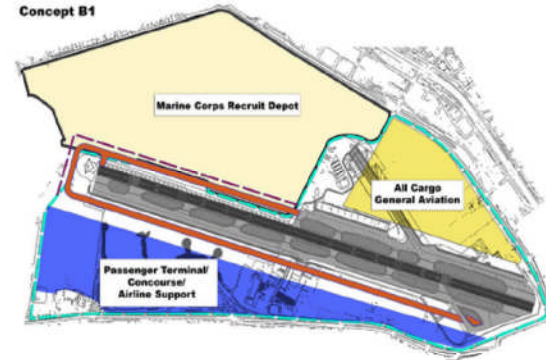 Concept B1
Marine Corps Recruit Depot
All Cargo
General Aviation
Passenger Terminal/
Concourse/
Airline Support